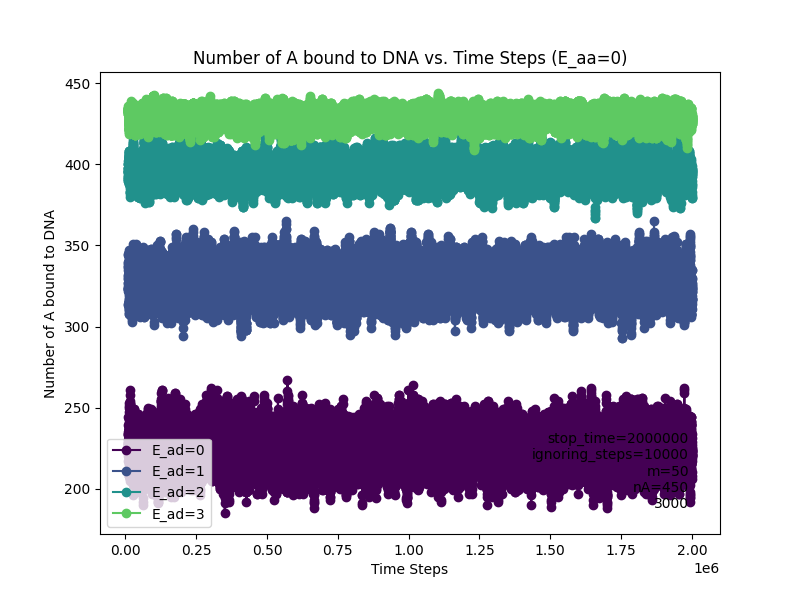 Number of A bound to DNA vs. Time Steps (E_aa=0)
Number of A bound to DNA
450
400
350
300
250
200
E_ad=0
E_ad=1
E_ad=2
E_ad=3
stop_time=2000000
ignoring_steps=10000
m=50
nA=450
3000
0.00 0.25 0.50 0.75 1.00 1.25 1.50 1.75 2.00
1e6
Time Steps